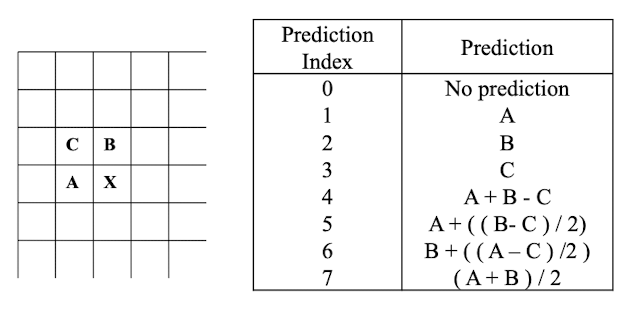 C B
A X
Prediction Index Prediction
0 No prediction
1 A
2 B
3 C
4 A + B - C
5 A + ( ( B- C ) / 2)
6 B + ( ( A – C ) /2 )
7 ( A + B ) / 2